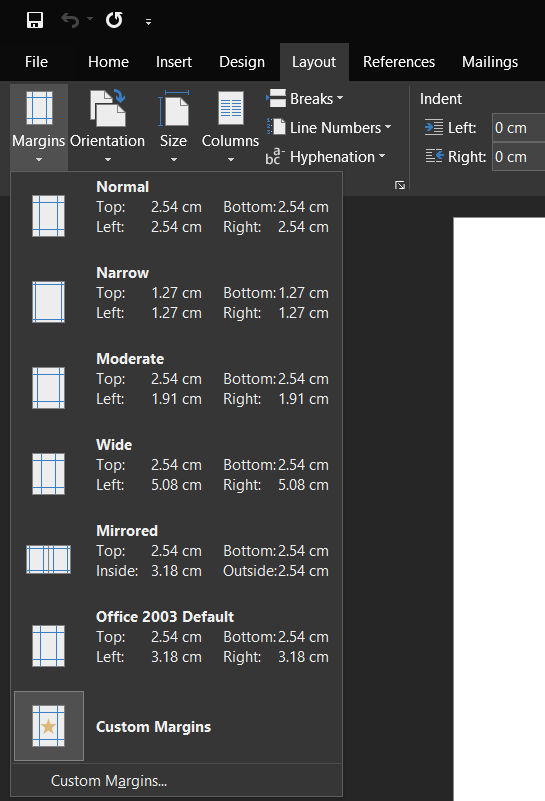 File Home Insert Design Layout References Mailings
Margins Orientation Size Columns
Breaks
Line Numbers
bc a- Hyphenation
Indent
Left: 0 cm
Right: 0 cm
Normal
Top: 2.54 cm Bottom: 2.54 cm
Left: 2.54 cm Right: 2.54 cm
Narrow
Top: 1.27 cm Bottom: 1.27 cm
Left: 1.27 cm Right: 1.27 cm
Moderate
Top: 2.54 cm Bottom: 2.54 cm
Left: 1.91 cm Right: 1.91 cm
Wide
Top: 2.54 cm Bottom: 2.54 cm
Left: 5.08 cm Right: 5.08 cm
Mirrored
Top: 2.54 cm Bottom: 2.54 cm
Inside: 3.18 cm Outside: 2.54 cm
Office 2003 Default
Top: 2.54 cm Bottom: 2.54 cm
Left: 3.18 cm Right: 3.18 cm
Custom Margins
Custom Margins...